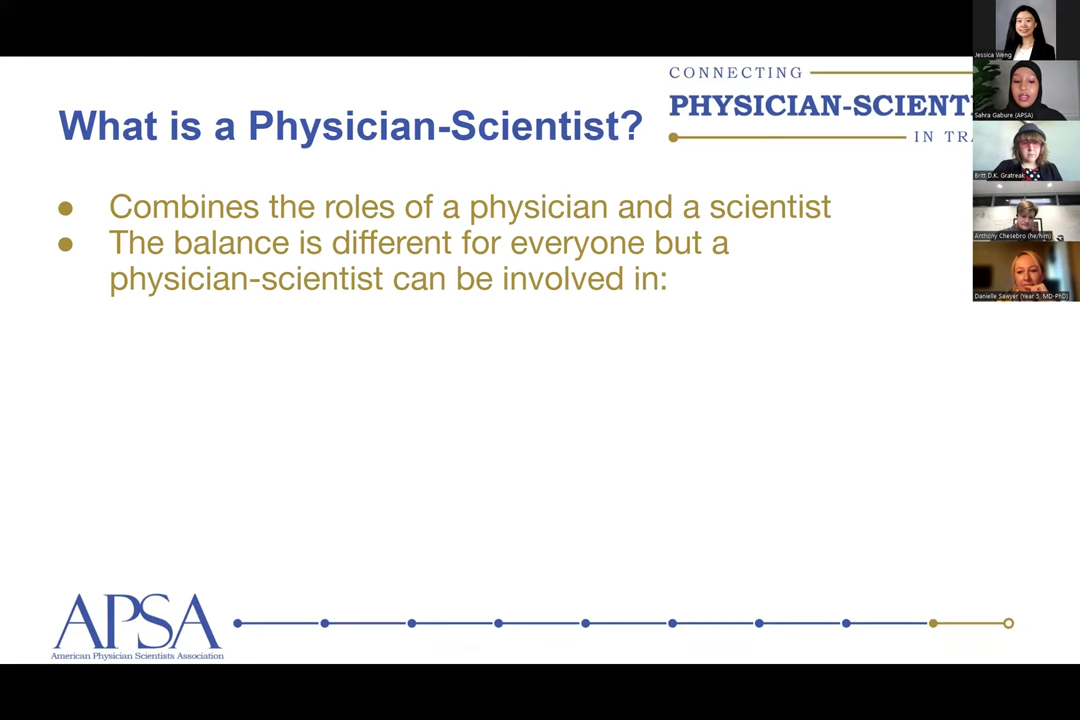 CONNECTING
PHYSICIAN-SCIENT
IN TRA
What is a Physician-Scientist?
● Combines the roles of a physician and a scientist
● The balance is different for everyone but a
physician-scientist can be involved in:
APSA
American Physician Scientists Association
Jessica Weng
Sahra Gabure (APSA)
Britt D.K. Gratreak
Anthony Chesebro (he/him)
Danielle Sawyer (Year 5, MD-PhD)